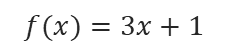 f(x) = 3x + 1